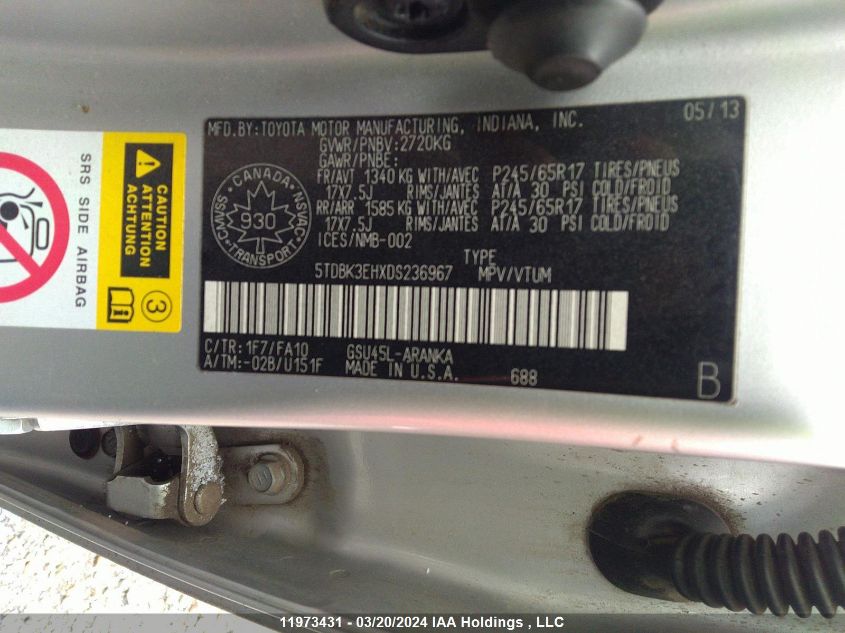 05/13
MFD.BY:TOYOTA MOTOR MANUFACTURING, INDIANA, INC.
GVWR/PNBV:2720KG
GAWR/PNBE:
FR/AVT 1340 KG WITH/AVEC P245/65R17 TIRES/PNEUS
17X7.5J RIMS/JANTES AT/A 30 PSI COLD/FROID
RR/ARR 1585 KG WITH/AVEC P245/65R17 TIRES/PNEUS
17X7.5J RIMS/JANTES AT/A 30 PSI COLD/FROID
ICES/NMB-002
CANADA
CMVSS 930 NSVAC
TRANSPORT
TYPE
5TDBK3EHXDS236967 MPV/VTUM
C/TR:1F7/FA10 GSU45L-ARANKA
A/TM:-02B/U151F MADE IN U.S.A. 688
B
SRS SIDE AIRBAG
CAUTION
ATTENTION
ACHTUNG
3
11973431 - 03/20/2024 IAA Holdings , LLC